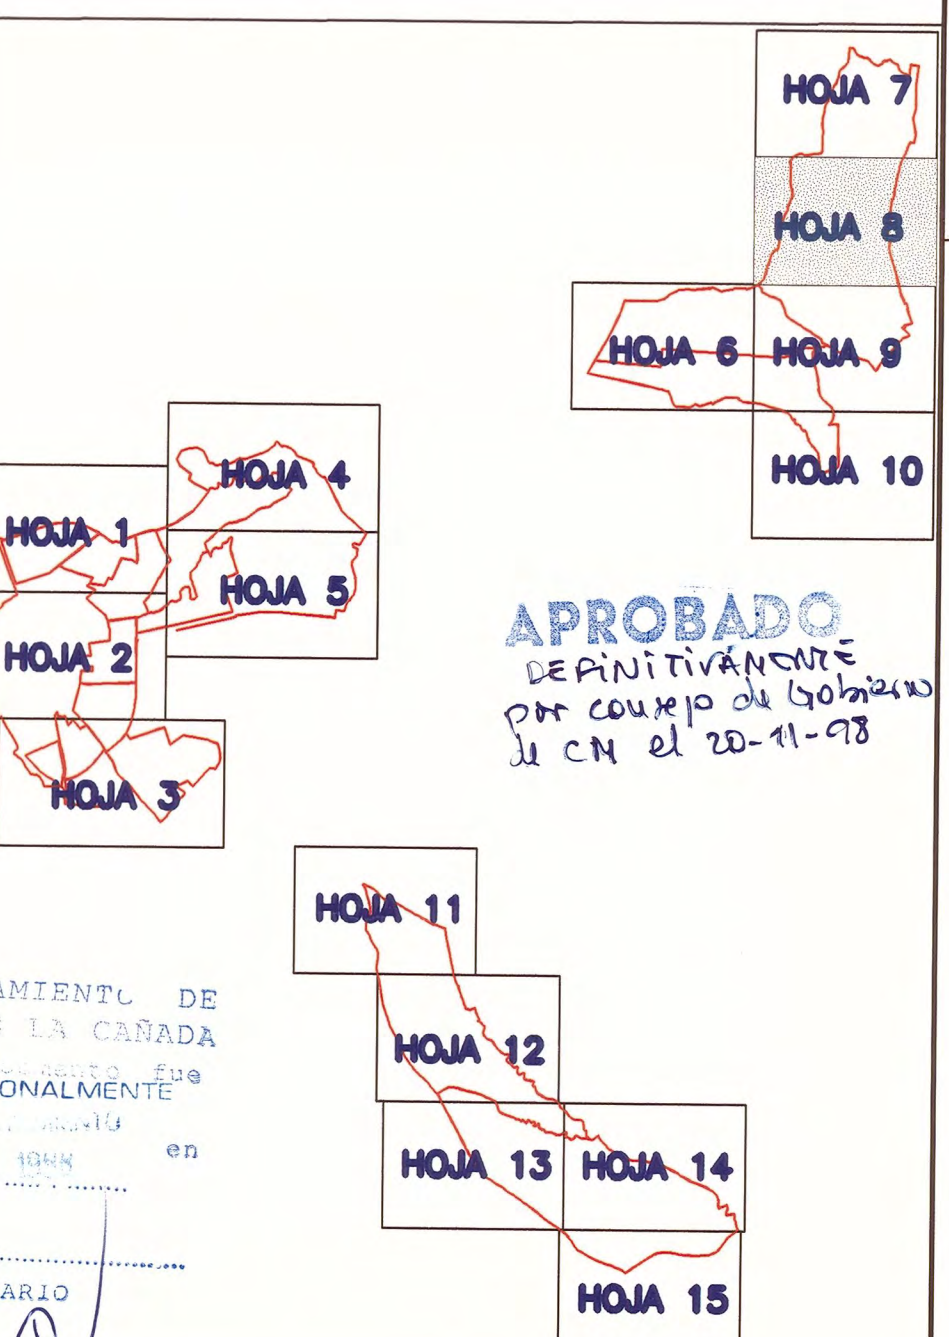 HOJA 7
HOJA 8
HOJA 6
HOJA 9
HOJA 10
HOJA 4
HOJA 1
HOJA 5
HOJA 2
HOJA 3
APROBADO
DEFINITIVAMENTE
por consejo de Gobierno
de CM el 20-11-98
HOJA 11
HOJA 12
HOJA 13
HOJA 14
HOJA 15
AMIENTO DE
LA CAÑADA
fue
ONALMENTE
en
ARIO